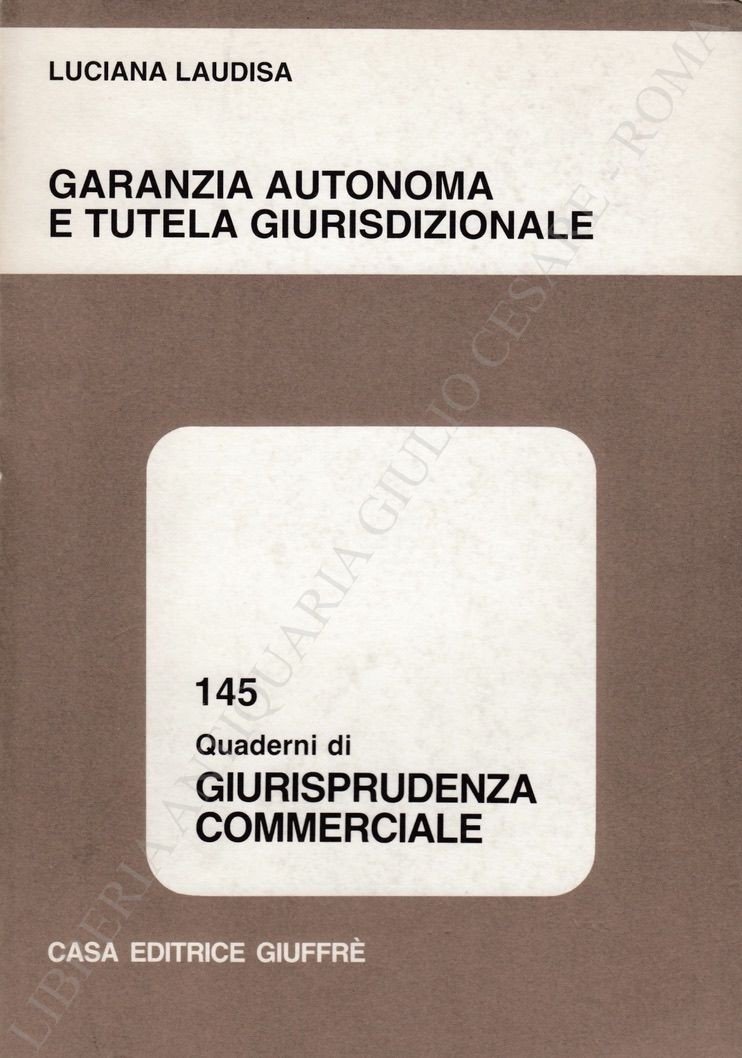 LUCIANA LAUDISA
GARANZIA AUTONOMA
E TUTELA GIURISDIZIONALE
145
Quaderni di
GIURISPRUDENZA
COMMERCIALE
CASA EDITRICE GIUFFRÈ
LIBRERIA ANTIQUARIA GIULIO CESARE - ROMA